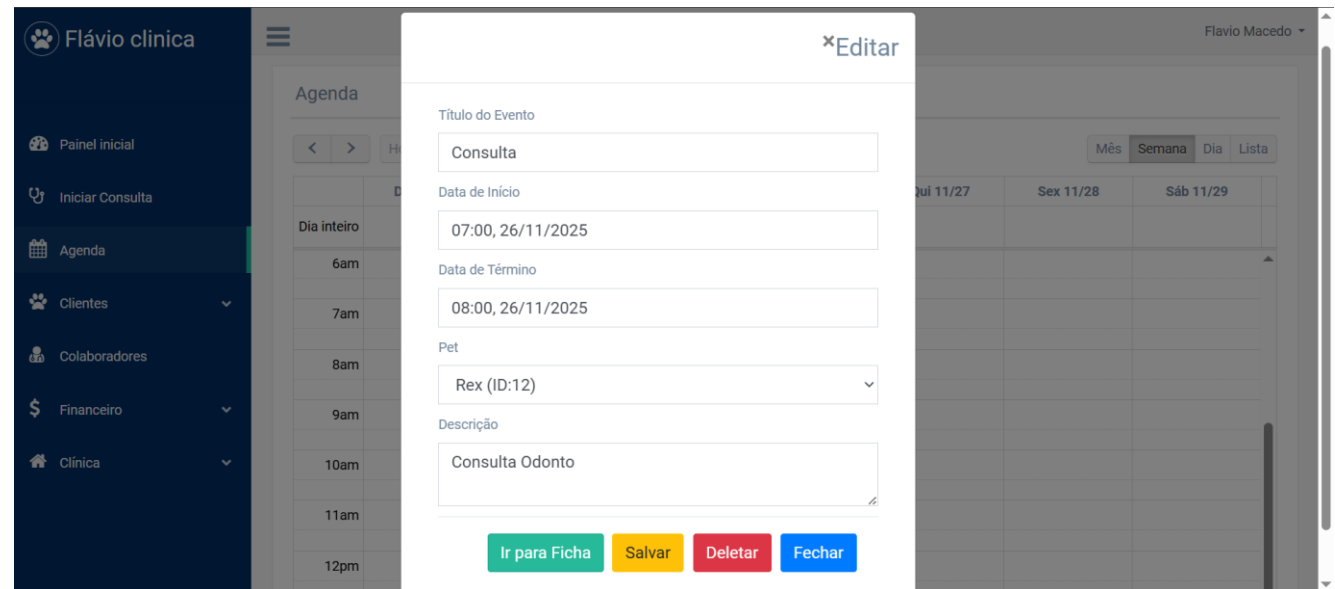 Flávio clinica
Flavio Macedo
×Editar
Agenda
Título do Evento
Painel inicial
Consulta
Mês Semana Dia Lista
Iniciar Consulta
Data de Início
Qui 11/27 Sex 11/28 Sáb 11/29
Dia inteiro
07:00, 26/11/2025
Agenda
6am
Data de Término
Clientes
08:00, 26/11/2025
7am
Pet
Colaboradores
8am
Rex (ID:12)
Financeiro
9am
Descrição
Clínica
10am
Consulta Odonto
11am
Ir para Ficha Salvar Deletar Fechar
12pm